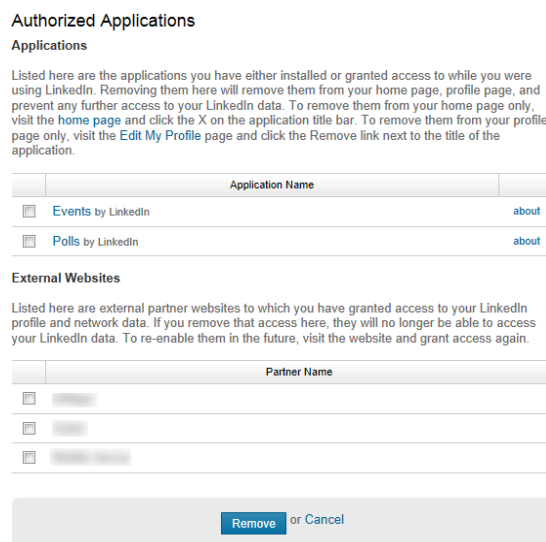 Authorized Applications
Applications
Listed here are the applications you have either installed or granted access to while you were
using LinkedIn. Removing them here will remove them from your home page, profile page, and
prevent any further access to your LinkedIn data. To remove them from your home page only,
visit the home page and click the X on the application title bar. To remove them from your profile
page only, visit the Edit My Profile page and click the Remove link next to the title of the
application.
Application Name
Events by LinkedIn about
Polls by LinkedIn about
External Websites
Listed here are external partner websites to which you have granted access to your LinkedIn
profile and network data. If you remove that access here, they will no longer be able to access
your LinkedIn data. To re-enable them in the future, visit the website and grant access again.
Partner Name
Remove or Cancel